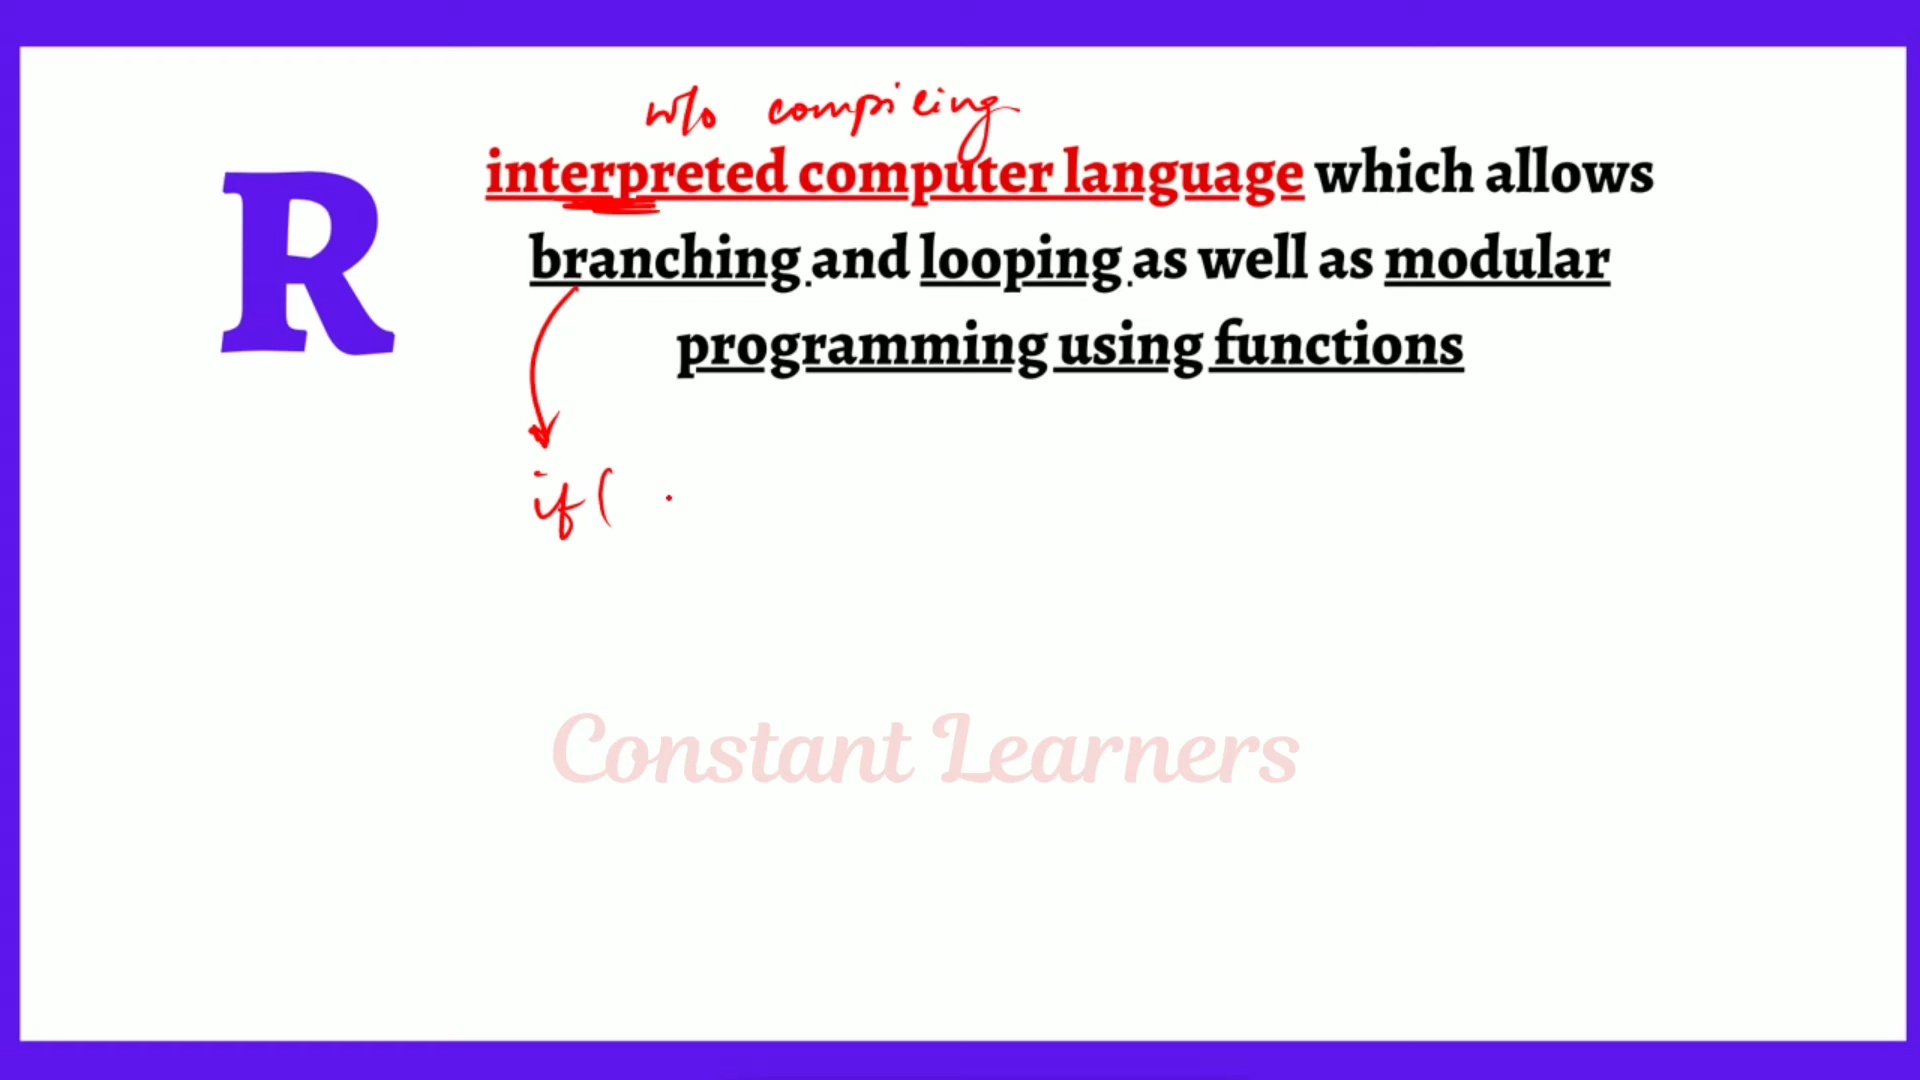 w/o compiling
R
interpreted computer language which allows
branching and looping as well as modular
programming using functions
if (
Constant Learners